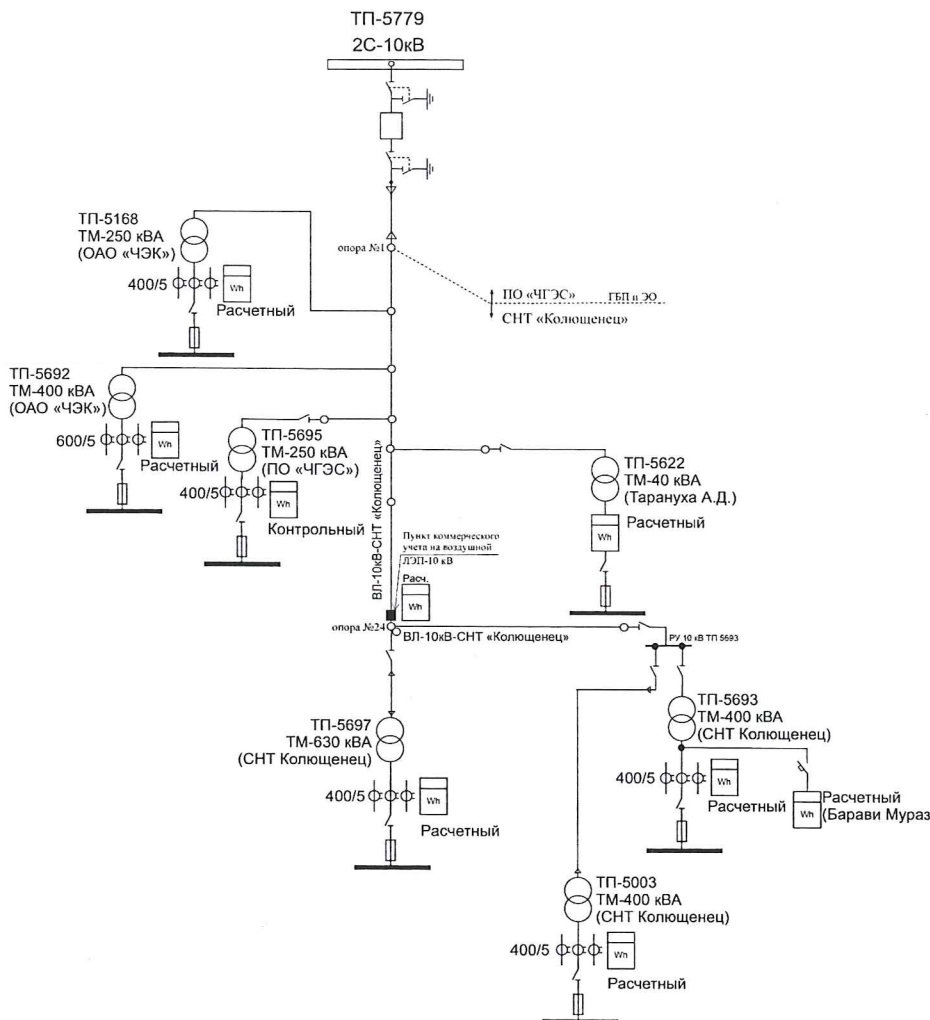 ТП-5779
2С-10кВ
ТП-5168
ТМ-250 кВА
(ОАО «ЧЭК»)
400/5
Wh
Расчетный
опора №1
ПО «ЧГЭС»
ГБП и ЭО
СНТ «Колющенец»
ТП-5692
ТМ-400 кВА
(ОАО «ЧЭК»)
600/5
Wh
Расчетный
ТП-5695
ТМ-250 кВА
(ПО «ЧГЭС»)
400/5
Wh
Контрольный
ТП-5622
ТМ-40 кВА
(Тарануха А.Д.)
Расчетный
Wh
ВЛ-10кВ-СНТ «Колющенец»
Пункт коммерческого
учета на воздушной
ЛЭП-10 кВ
Расч.
Wh
опора №24
ВЛ-10кВ-СНТ «Колющенец»
РУ 10 кВ ТП 5693
ТП-5697
ТМ-630 кВА
(СНТ Колющенец)
400/5
Wh
Расчетный
ТП-5693
ТМ-400 кВА
(СНТ Колющенец)
400/5
Wh
Расчетный
Wh
Расчетный
(Барави Мураз
ТП-5003
ТМ-400 кВА
(СНТ Колющенец)
400/5
Wh
Расчетный